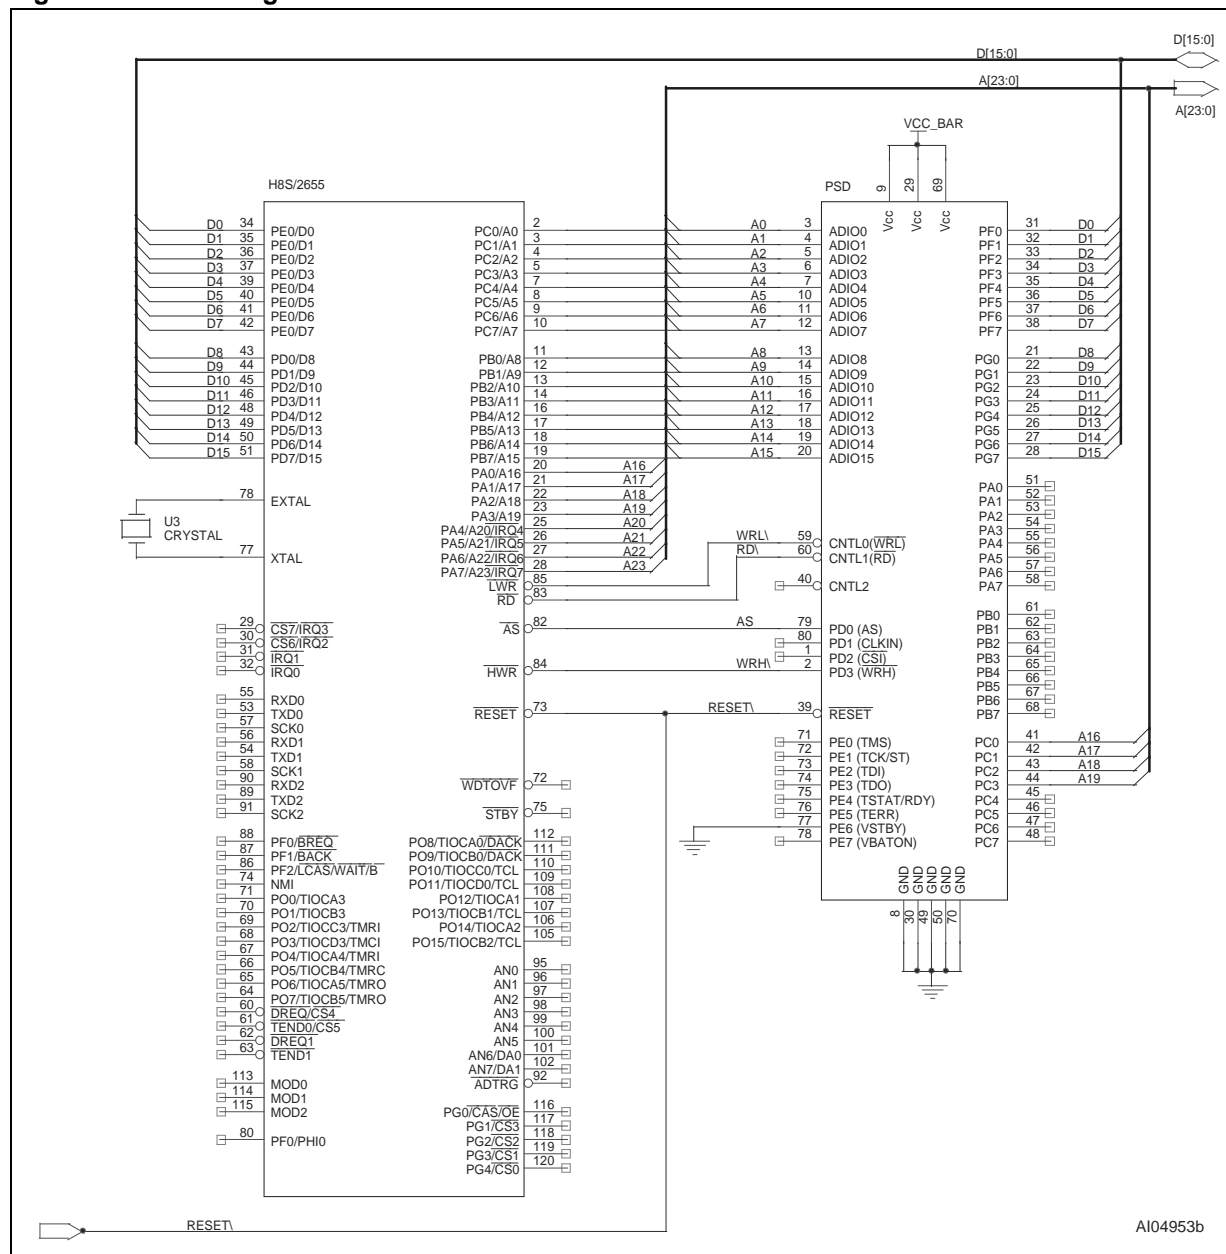 D[15:0]
D[15:0]
A[23:0]
A[23:0]
VCC_BAR
H8S/2655
PSD
9 29 69
Vcc Vcc Vcc
D0 34 PE0/D0 PC0/A0 2 A0 3 ADIO0 PF0 31 D0
D1 35 PE0/D1 PC1/A1 3 A1 4 ADIO1 PF1 32 D1
D2 36 PE0/D2 PC2/A2 4 A2 5 ADIO2 PF2 33 D2
D3 37 PE0/D3 PC3/A3 5 A3 6 ADIO3 PF3 34 D3
D4 39 PE0/D4 PC4/A4 7 A4 7 ADIO4 PF4 35 D4
D5 40 PE0/D5 PC5/A5 8 A5 10 ADIO5 PF5 36 D5
D6 41 PE0/D6 PC6/A6 9 A6 11 ADIO6 PF6 37 D6
D7 42 PE0/D7 PC7/A7 10 A7 12 ADIO7 PF7 38 D7
D8 43 PD0/D8 PB0/A8 11 A8 13 ADIO8 PG0 21 D8
D9 44 PD1/D9 PB1/A9 12 A9 14 ADIO9 PG1 22 D9
D10 45 PD2/D10 PB2/A10 13 A10 15 ADIO10 PG2 23 D10
D11 46 PD3/D11 PB3/A11 14 A11 16 ADIO11 PG3 24 D11
D12 48 PD4/D12 PB4/A12 16 A12 17 ADIO12 PG4 25 D12
D13 49 PD5/D13 PB5/A13 17 A13 18 ADIO13 PG5 26 D13
D14 50 PD6/D14 PB6/A14 18 A14 19 ADIO14 PG6 27 D14
D15 51 PD7/D15 PB7/A15 19 A15 20 ADIO15 PG7 28 D15
PA0/A16 20 A16
PA1/A17 21 A17 PA0 51
78 EXTAL PA2/A18 22 A18 PA1 52
PA3/A19 23 A19 PA2 53
U3 PA4/A20/IRQ4 25 A20 PA3 54
CRYSTAL PA5/A21/IRQ5 26 A21 WRL\ 59 CNTL0(WRL) PA4 55
77 XTAL PA6/A22/IRQ6 27 A22 RD\ 60 CNTL1(RD) PA5 56
PA7/A23/IRQ7 28 A23 PA6 57
LWR 85 40 CNTL2 PA7 58
RD 83
PB0 61
29 CS7/IRQ3 AS 82 AS 79 PD0 (AS) PB1 62
30 CS6/IRQ2 80 PD1 (CLKIN) PB2 63
31 IRQ1 1 PD2 (CSI) PB3 64
32 IRQ0 HWR 84 WRH\ 2 PD3 (WRH) PB4 65
PB5 66
55 RXD0 PB6 67
53 TXD0 RESET 73 RESET\ 39 RESET PB7 68
57 SCK0
56 RXD1 71 PE0 (TMS) PC0 41 A16
54 TXD1 72 PE1 (TCK/ST) PC1 42 A17
58 SCK1 73 PE2 (TDI) PC2 43 A18
90 RXD2 WDTOVF 72 74 PE3 (TDO) PC3 44 A19
89 TXD2 75 PE4 (TSTAT/RDY) PC4 45
91 SCK2 STBY 75 76 PE5 (TERR) PC5 46
77 PE6 (VSTBY) PC6 47
88 PF0/BREQ PO8/TIOCA0/DACK 112 78 PE7 (VBATON) PC7 48
87 PF1/BACK PO9/TIOCB0/DACK 111
86 PF2/LCAS/WAIT/B PO10/TIOCC0/TCL 110
74 NMI PO11/TIOCD0/TCL 109
GND GND GND GND GND
71 PO0/TIOCA3 PO12/TIOCA1 108
70 PO1/TIOCB3 PO13/TIOCB1/TCL 107
8 30 49 50 70
69 PO2/TIOCC3/TMRI PO14/TIOCA2 106
68 PO3/TIOCD3/TMCI PO15/TIOCB2/TCL 105
67 PO4/TIOCA4/TMRI
66 PO5/TIOCB4/TMRC AN0 95
65 PO6/TIOCA5/TMRO AN1 96
64 PO7/TIOCB5/TMRO AN2 97
60 DREQ/CS4 AN3 98
61 TEND0/CS5 AN4 99
62 DREQ1 AN5 100
63 TEND1 AN6/DA0 101
AN7/DA1 102
113 MOD0 ADTRG 92
114 MOD1
115 MOD2 PG0/CAS/OE 116
PG1/CS3 117
80 PF0/PHI0 PG2/CS2 118
PG3/CS1 119
PG4/CS0 120
RESET\
AI04953b